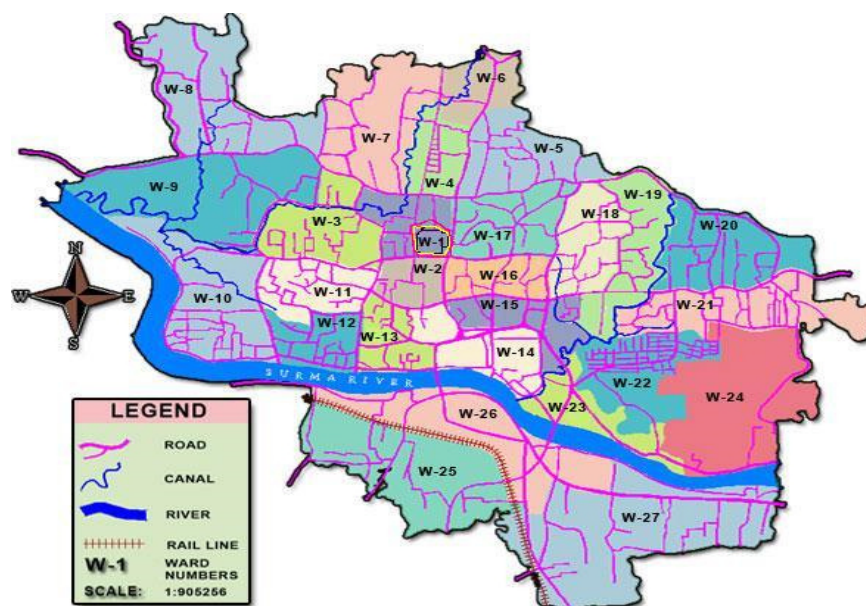 W-6
W-8
W-7
W-5
W-4
W-9
W-19
W-3
W-18
W-20
W-1
W-17
N
W-2
W-16
W E
W-10
W-11
W-15
W-21
W-12
W-13
S
W-14
SURMA RIVER
W-22
W-24
W-23
W-26
LEGEND
ROAD
CANAL
RIVER
RAIL LINE
W-1 WARD
NUMBERS
SCALE: 1:905256
W-25
W-27